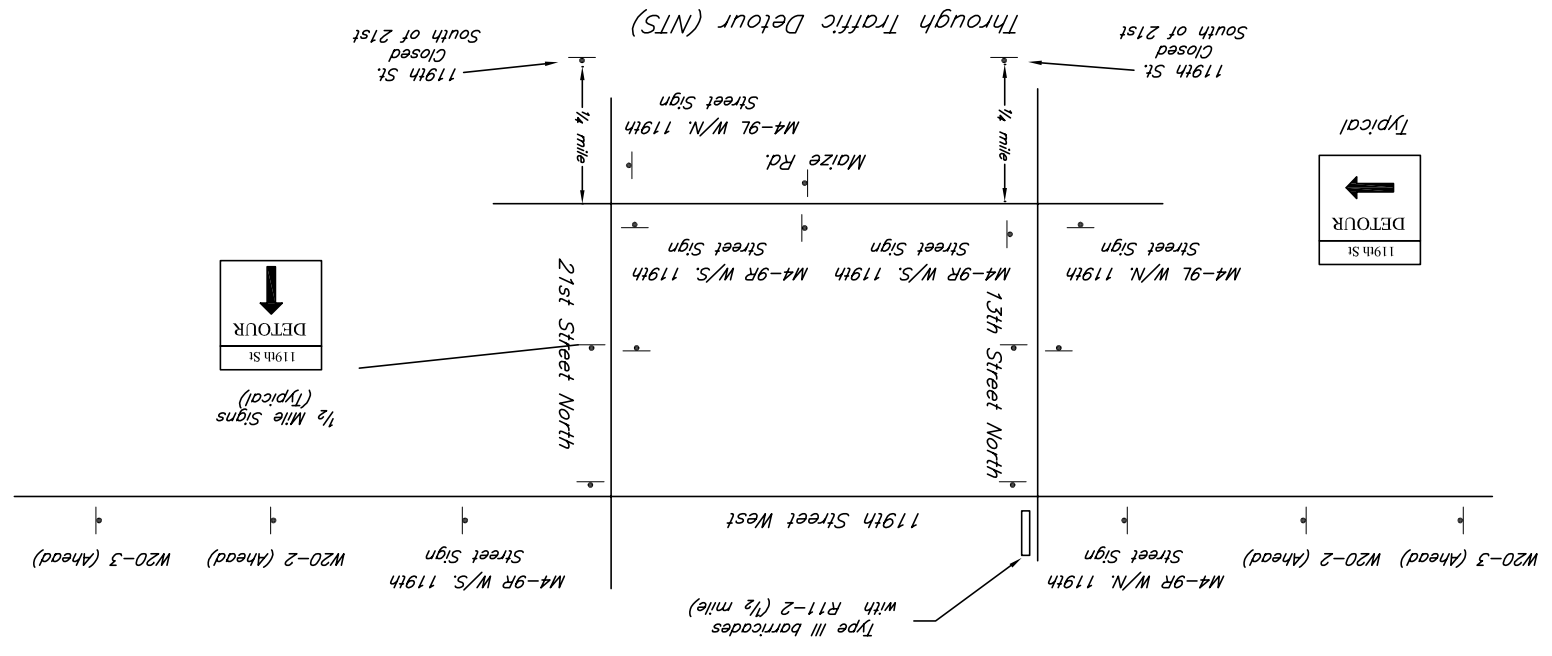 Type III barricades
with R11-2 (½ mile)
W20-3 (Ahead)
W20-2 (Ahead)
M4-9R W/N. 119th
Street Sign
M4-9R W/S. 119th
Street Sign
W20-2 (Ahead)
W20-3 (Ahead)
119th Street West
13th Street North
21st Street North
½ Mile Signs
(Typical)
119th St
DETOUR
M4-9L W/N. 119th
Street Sign
M4-9R W/S. 119th
Street Sign
M4-9R W/S. 119th
Street Sign
119th St
DETOUR
Typical
Maize Rd.
M4-9L W/N. 119th
Street Sign
¼ mile
¼ mile
119th St.
Closed
South of 21st
119th St.
Closed
South of 21st
Through Traffic Detour (NTS)